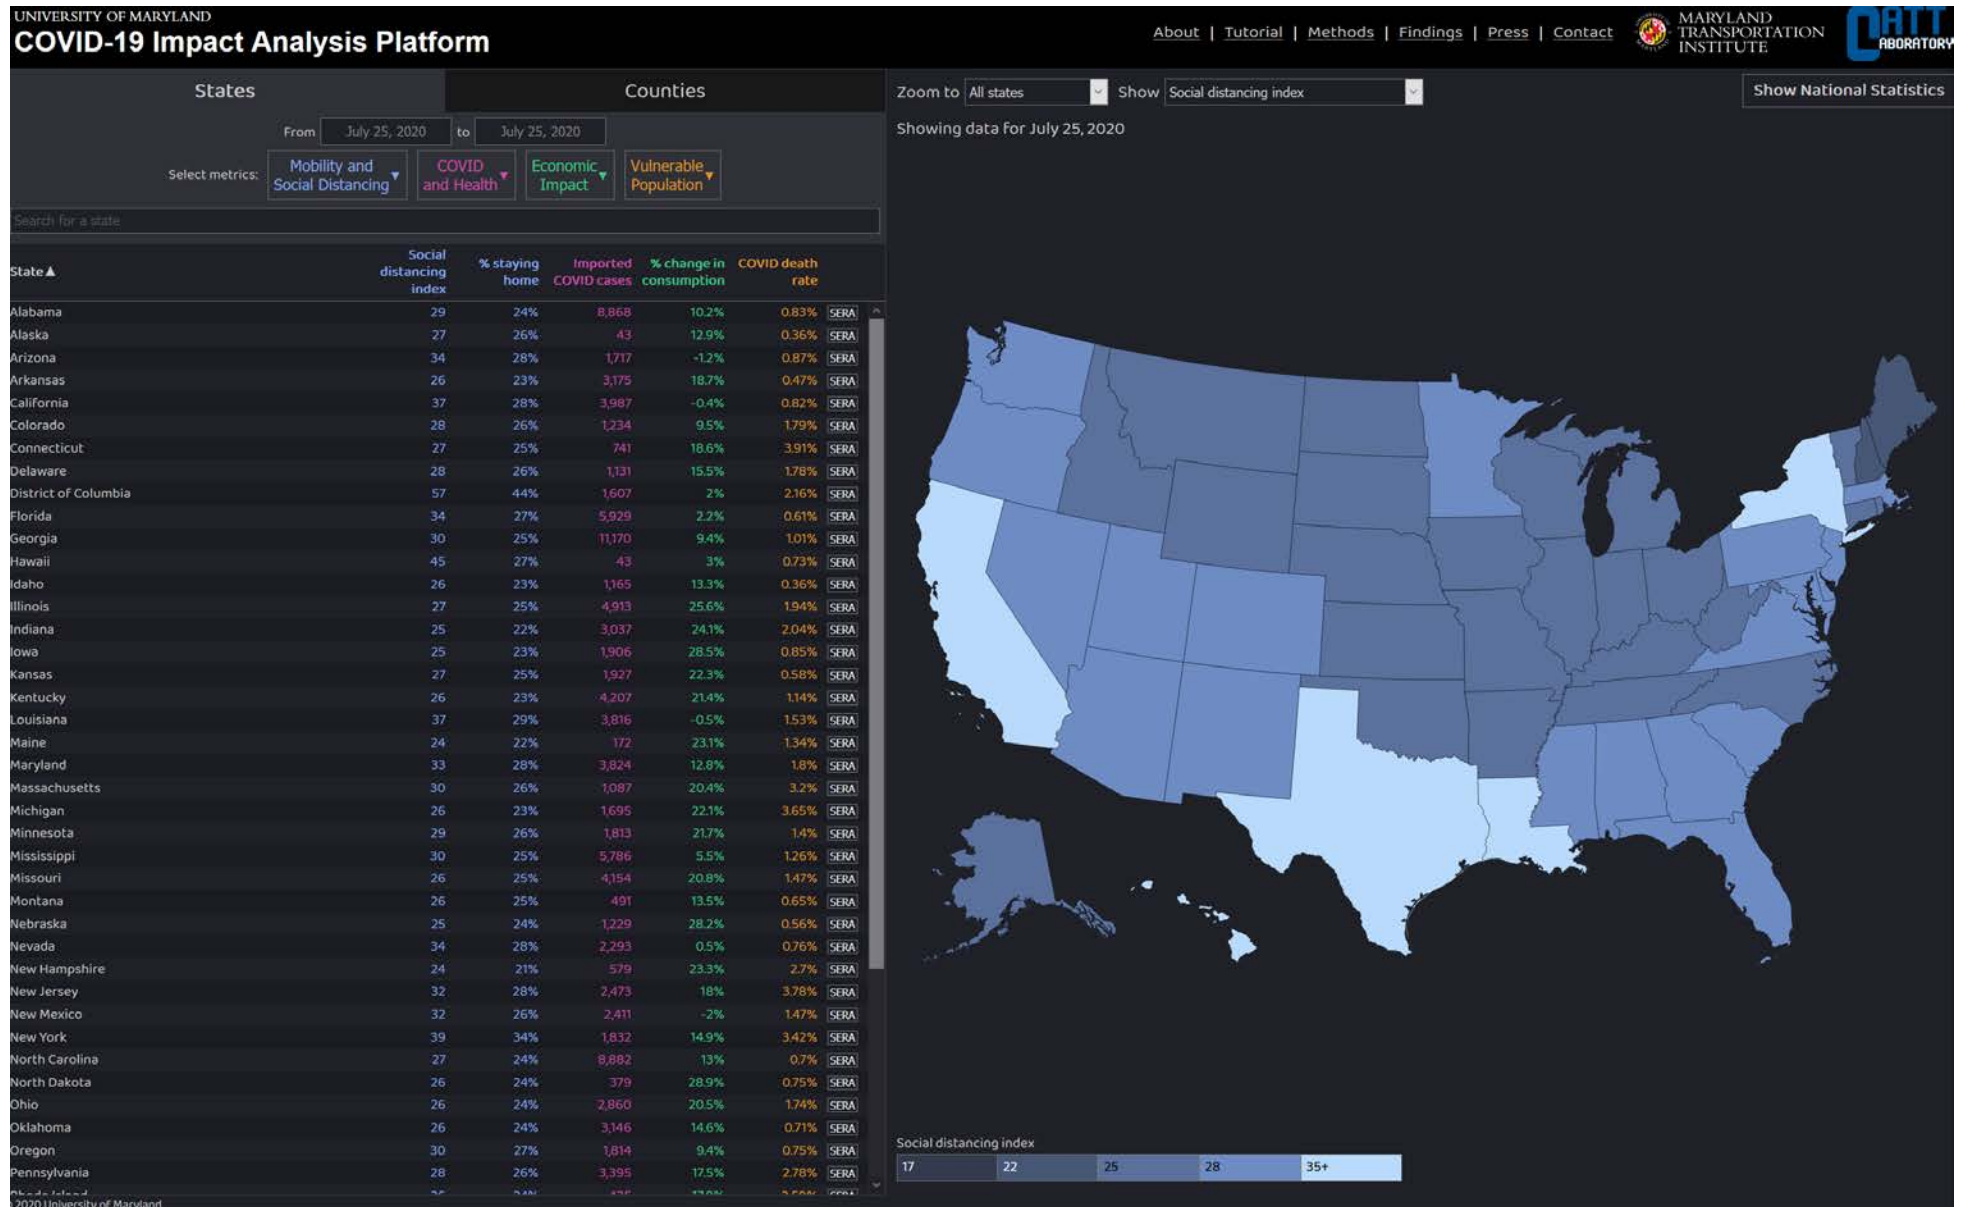 UNIVERSITY OF MARYLAND
COVID-19 Impact Analysis Platform
About | Tutorial | Methods | Findings | Press | Contact
MARYLAND
TRANSPORTATION
INSTITUTE
CATT
LABORATORY
States
Counties
From July 25, 2020 to July 25, 2020
Select metrics:
Mobility and
Social Distancing
COVID
and Health
Economic
Impact
Vulnerable
Population
Search for a state
Zoom to All states
Show Social distancing index
Show National Statistics
Showing data for July 25, 2020
State▲ Social distancing index % staying home Imported COVID cases % change in consumption COVID death rate
Alabama 29 24% 8,868 10.2% 0.83% SERA
Alaska 27 26% 43 12.9% 0.36% SERA
Arizona 34 28% 1,717 -1.2% 0.87% SERA
Arkansas 26 23% 3,175 18.7% 0.47% SERA
California 37 28% 3,987 -0.4% 0.82% SERA
Colorado 28 26% 1,234 9.5% 1.79% SERA
Connecticut 27 25% 741 18.6% 3.91% SERA
Delaware 28 26% 1,131 15.5% 1.78% SERA
District of Columbia 57 44% 1,607 2% 2.16% SERA
Florida 34 27% 5,929 2.2% 0.61% SERA
Georgia 30 25% 11,170 9.4% 1.01% SERA
Hawaii 45 27% 43 3% 0.73% SERA
Idaho 26 23% 1,165 13.3% 0.36% SERA
Illinois 27 25% 4,913 25.6% 1.94% SERA
Indiana 25 22% 3,037 24.1% 2.04% SERA
Iowa 25 23% 1,906 28.5% 0.85% SERA
Kansas 27 25% 1,927 22.3% 0.58% SERA
Kentucky 26 23% 4,207 21.4% 1.14% SERA
Louisiana 37 29% 3,816 -0.5% 1.53% SERA
Maine 24 22% 172 23.1% 1.34% SERA
Maryland 33 28% 3,824 12.8% 1.8% SERA
Massachusetts 30 26% 1,087 20.4% 3.2% SERA
Michigan 26 23% 1,695 22.1% 3.65% SERA
Minnesota 29 26% 1,813 21.7% 1.4% SERA
Mississippi 30 25% 5,786 5.5% 1.26% SERA
Missouri 26 25% 4,154 20.8% 1.47% SERA
Montana 26 25% 491 13.5% 0.65% SERA
Nebraska 25 24% 1,229 28.2% 0.56% SERA
Nevada 34 28% 2,293 0.5% 0.76% SERA
New Hampshire 24 21% 579 23.3% 2.7% SERA
New Jersey 32 28% 2,473 18% 3.78% SERA
New Mexico 32 26% 2,411 -2% 1.47% SERA
New York 39 34% 1,832 14.9% 3.42% SERA
North Carolina 27 24% 8,882 13% 0.7% SERA
North Dakota 26 24% 379 28.9% 0.75% SERA
Ohio 26 24% 2,860 20.5% 1.74% SERA
Oklahoma 26 24% 3,146 14.6% 0.71% SERA
Oregon 30 27% 1,814 9.4% 0.75% SERA
Pennsylvania 28 26% 3,395 17.5% 2.78% SERA
Rhode Island
2020 University of Maryland
Social distancing index
17 22 25 28 35+